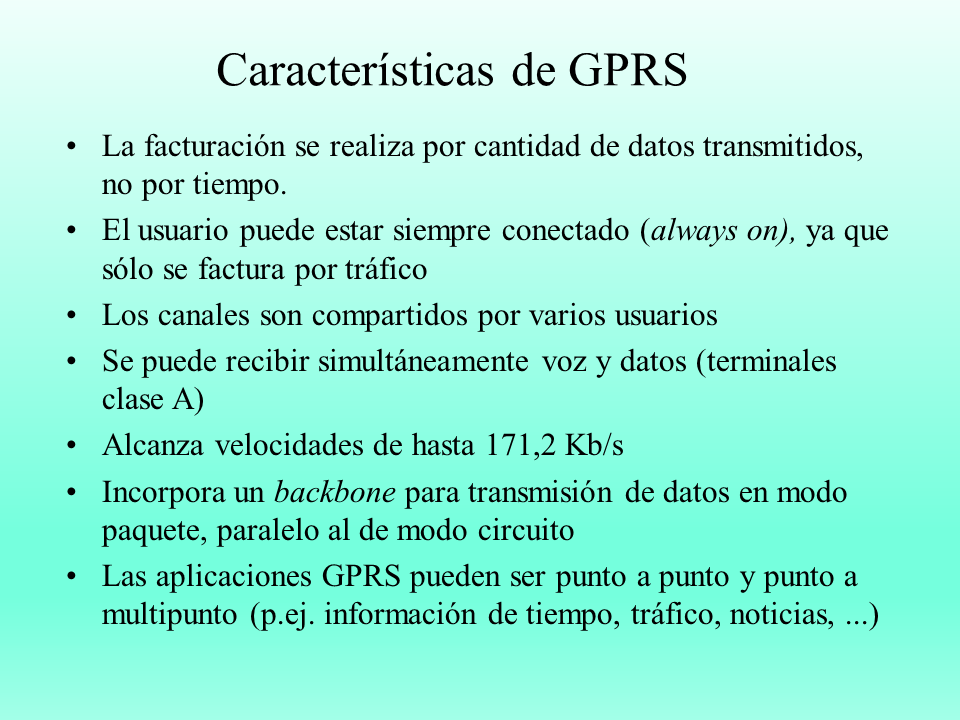 Características de GPRS
• La facturación se realiza por cantidad de datos transmitidos,
no por tiempo.
• El usuario puede estar siempre conectado (always on), ya que
sólo se factura por tráfico
• Los canales son compartidos por varios usuarios
• Se puede recibir simultáneamente voz y datos (terminales
clase A)
• Alcanza velocidades de hasta 171,2 Kb/s
• Incorpora un backbone para transmisión de datos en modo
paquete, paralelo al de modo circuito
• Las aplicaciones GPRS pueden ser punto a punto y punto a
multipunto (p.ej. información de tiempo, tráfico, noticias, ...)